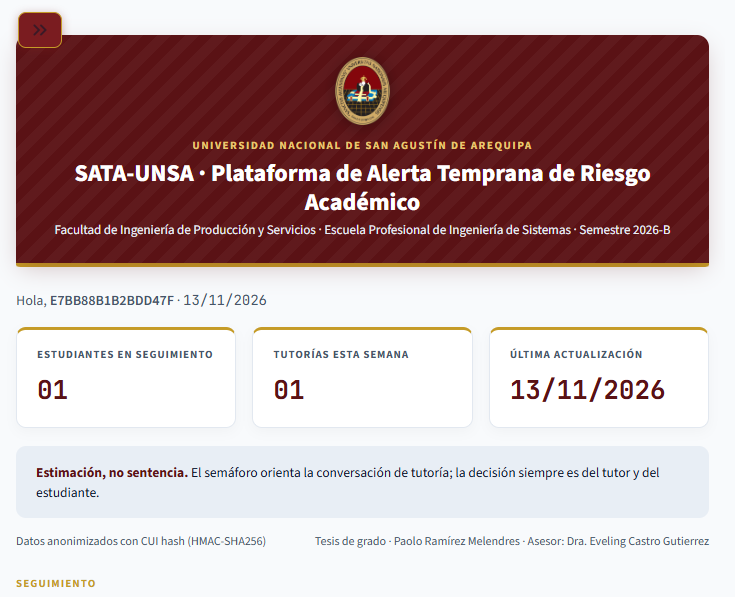 »
UNIVERSIDAD NACIONAL DE SAN AGUSTÍN DE AREQUIPA
SATA-UNSA · Plataforma de Alerta Temprana de Riesgo
Académico
Facultad de Ingeniería de Producción y Servicios · Escuela Profesional de Ingeniería de Sistemas · Semestre 2026-B
Hola, E7BB88B1B2BDD47F · 13/11/2026
ESTUDIANTES EN SEGUIMIENTO
01
TUTORÍAS ESTA SEMANA
01
ÚLTIMA ACTUALIZACIÓN
13/11/2026
Estimación, no sentencia. El semáforo orienta la conversación de tutoría; la decisión siempre es del tutor y del
estudiante.
Datos anonimizados con CUI hash (HMAC-SHA256)
Tesis de grado · Paolo Ramírez Melendres · Asesor: Dra. Eveling Castro Gutierrez
SEGUIMIENTO